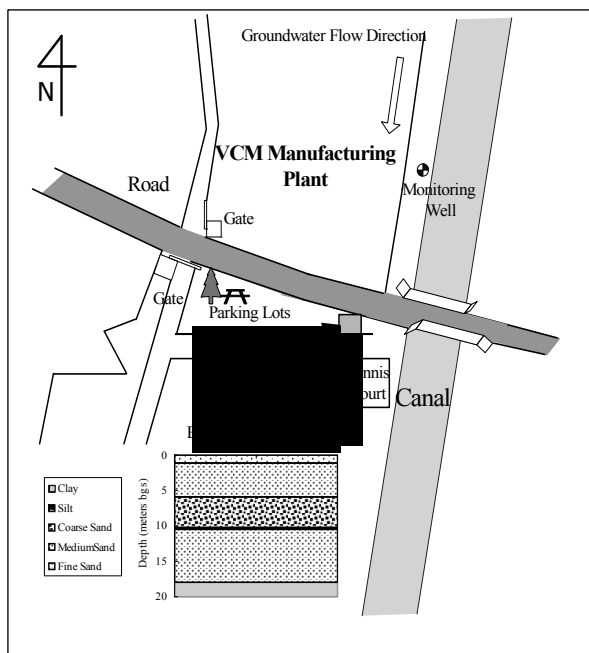 Groundwater Flow Direction
N
VCM Manufacturing
Plant
Road
Monitoring
Well
Gate
Gate
Parking Lots
Canal
0
5
10
15
20
Depth (meters bgs)
Clay
Silt
Coarse Sand
MediumSand
Fine Sand